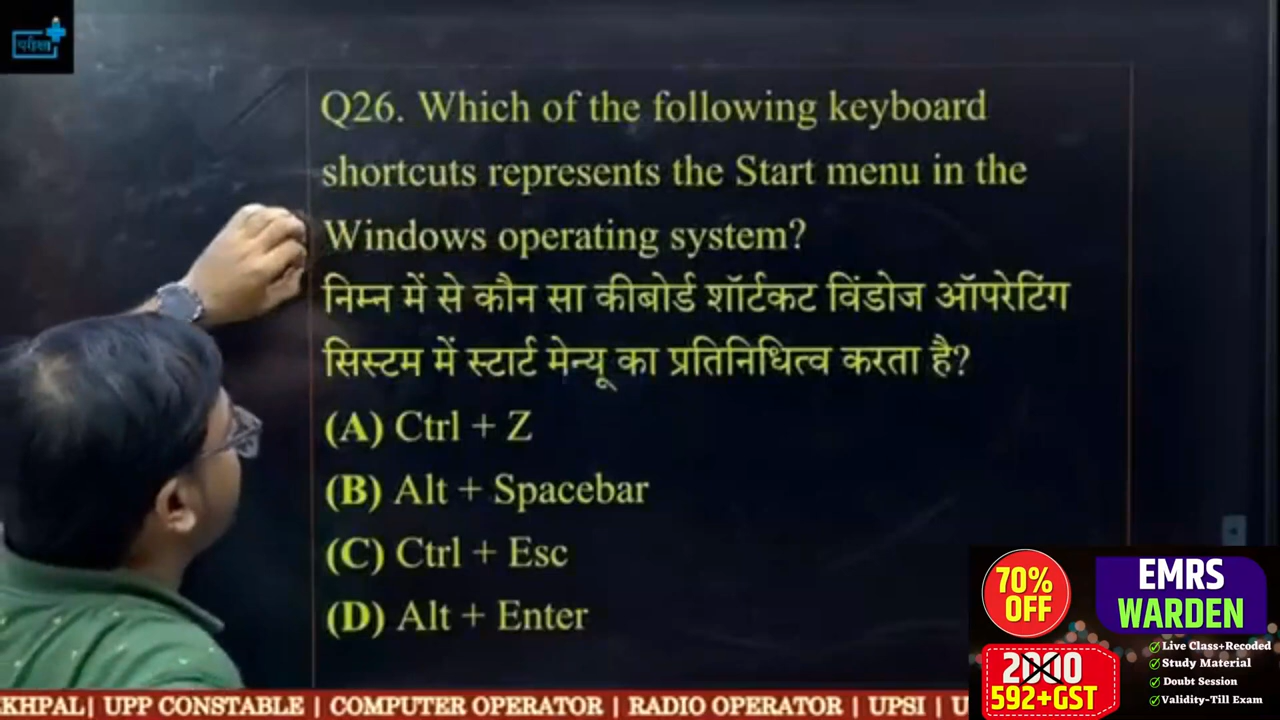 परीक्षा
Q26. Which of the following keyboard
shortcuts represents the Start menu in the
Windows operating system?
निम्न में से कौन सा कीबोर्ड शॉर्टकट विंडोज ऑपरेटिंग
सिस्टम में स्टार्ट मेन्यू का प्रतिनिधित्व करता है?
(A) Ctrl + Z
(B) Alt + Spacebar
(C) Ctrl + Esc
(D) Alt + Enter
70%
OFF
EMRS
WARDEN
2000
592+GST
Live Class+Recoded
Study Material
Doubt Session
Validity-Till Exam
KHPAL| UPP CONSTABLE | COMPUTER OPERATOR | RADIO OPERATOR | UPSI | U